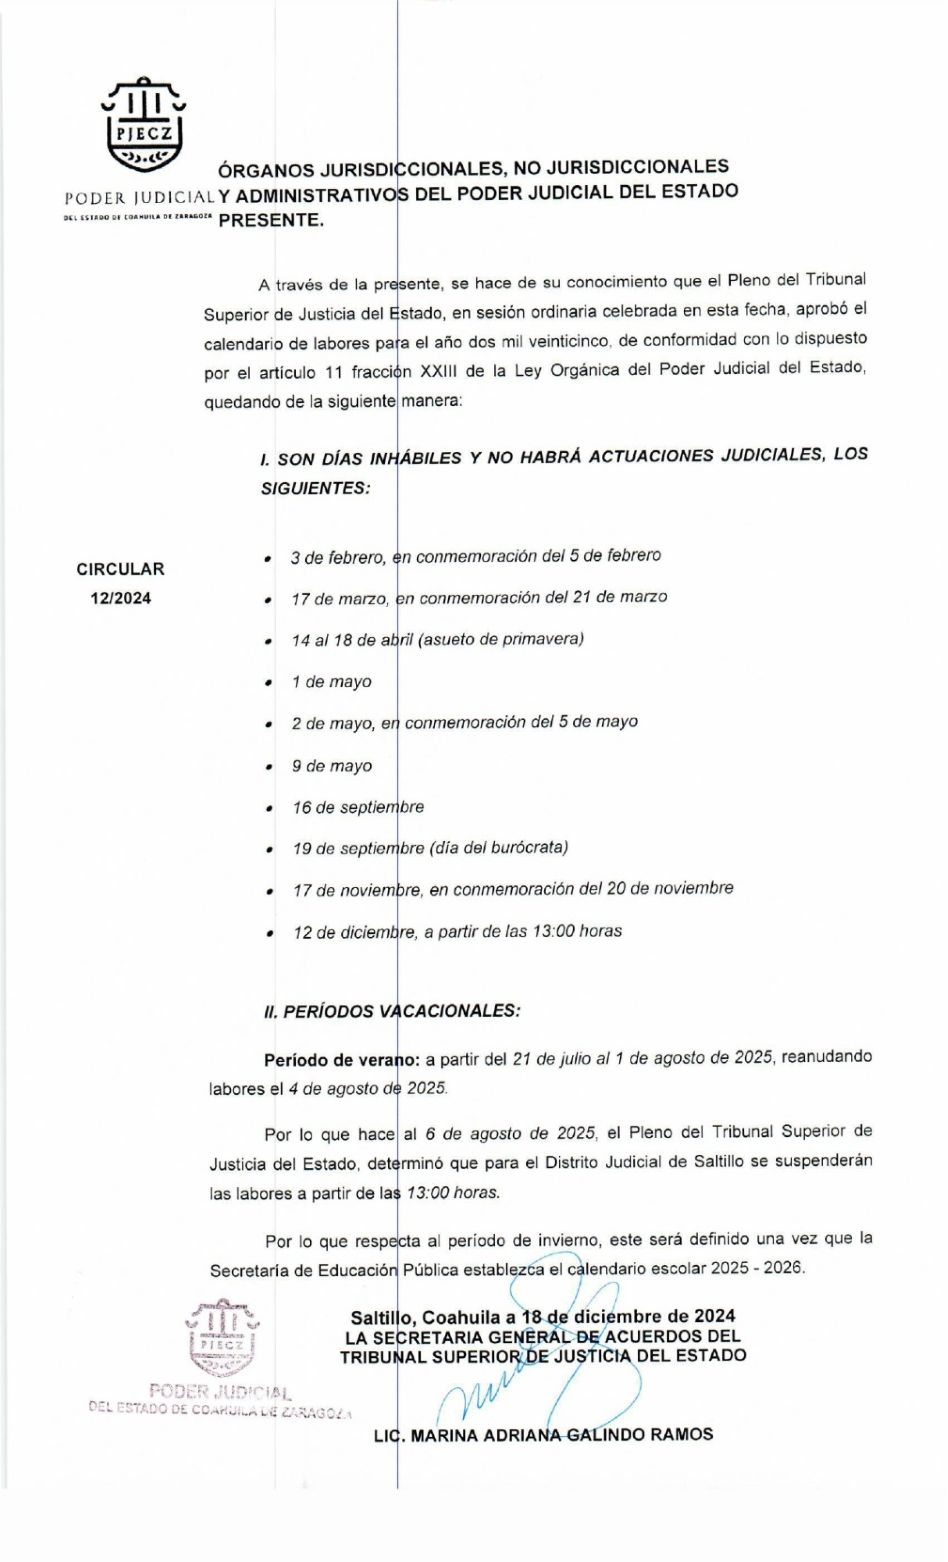 PJECZ
PODER JUDICIAL
DEL ESTADO DE COAHUILA DE ZARAGOZA
ÓRGANOS JURISDICCIONALES, NO JURISDICCIONALES
Y ADMINISTRATIVOS DEL PODER JUDICIAL DEL ESTADO
PRESENTE.
A través de la presente, se hace de su conocimiento que el Pleno del Tribunal
Superior de Justicia del Estado, en sesión ordinaria celebrada en esta fecha, aprobó el
calendario de labores para el año dos mil veinticinco, de conformidad con lo dispuesto
por el artículo 11 fracción XXIII de la Ley Orgánica del Poder Judicial del Estado,
quedando de la siguiente manera:
I. SON DÍAS INHÁBILES Y NO HABRÁ ACTUACIONES JUDICIALES, LOS
SIGUIENTES:
CIRCULAR
12/2024
• 3 de febrero, en conmemoración del 5 de febrero
• 17 de marzo, en conmemoración del 21 de marzo
• 14 al 18 de abril (asueto de primavera)
• 1 de mayo
• 2 de mayo, en conmemoración del 5 de mayo
• 9 de mayo
• 16 de septiembre
• 19 de septiembre (día del burócrata)
• 17 de noviembre, en conmemoración del 20 de noviembre
• 12 de diciembre, a partir de las 13:00 horas
II. PERÍODOS VACACIONALES:
Período de verano: a partir del 21 de julio al 1 de agosto de 2025, reanudando
labores el 4 de agosto de 2025.
Por lo que hace al 6 de agosto de 2025, el Pleno del Tribunal Superior de
Justicia del Estado, determinó que para el Distrito Judicial de Saltillo se suspenderán
las labores a partir de las 13:00 horas.
Por lo que respecta al período de invierno, este será definido una vez que la
Secretaría de Educación Pública establezca el calendario escolar 2025 - 2026.
Saltillo, Coahuila a 18 de diciembre de 2024
LA SECRETARIA GENERAL DE ACUERDOS DEL
TRIBUNAL SUPERIOR DE JUSTICIA DEL ESTADO
PJECZ
PODER JUDICIAL
DEL ESTADO DE COAHUILA DE ZARAGOZA
LIC. MARINA ADRIANA GALINDO RAMOS